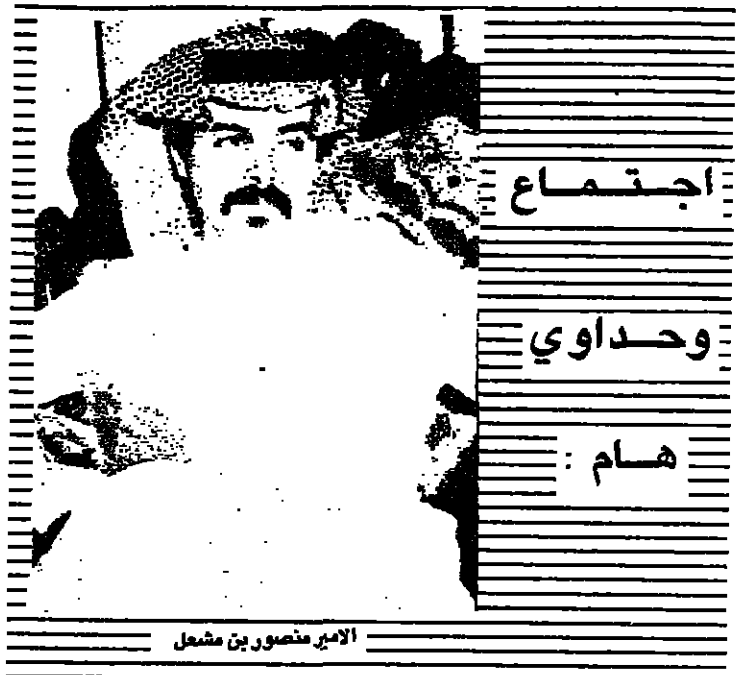 اجتماع
وحداوي
هام :
الامير منصور بن مشعل